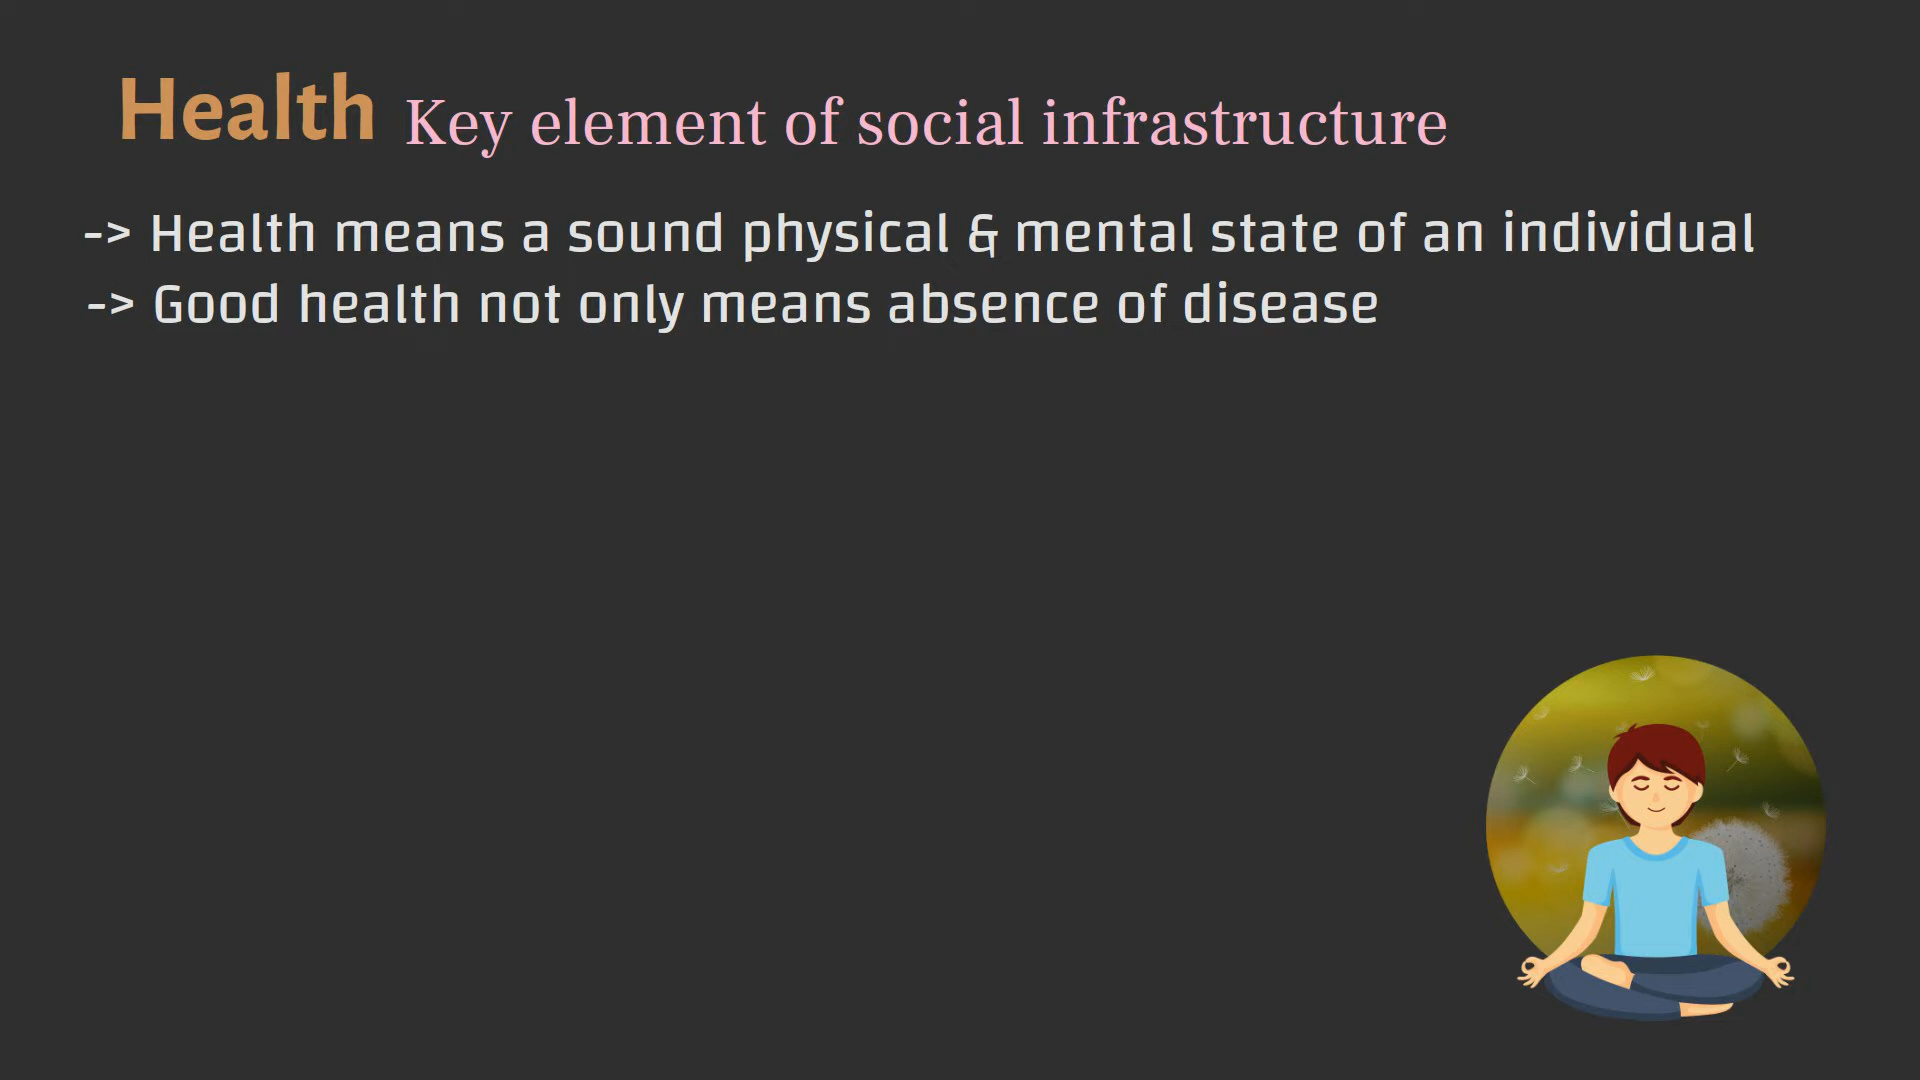 Health Key element of social infrastructure
-> Health means a sound physical & mental state of an individual
-> Good health not only means absence of disease